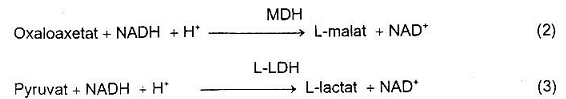 MDH
Oxaloaxetat + NADH + H⁺ ⟶ L-malat + NAD⁺ (2)
L-LDH
Pyruvat + NADH + H⁺ ⟶ L-lactat + NAD⁺ (3)